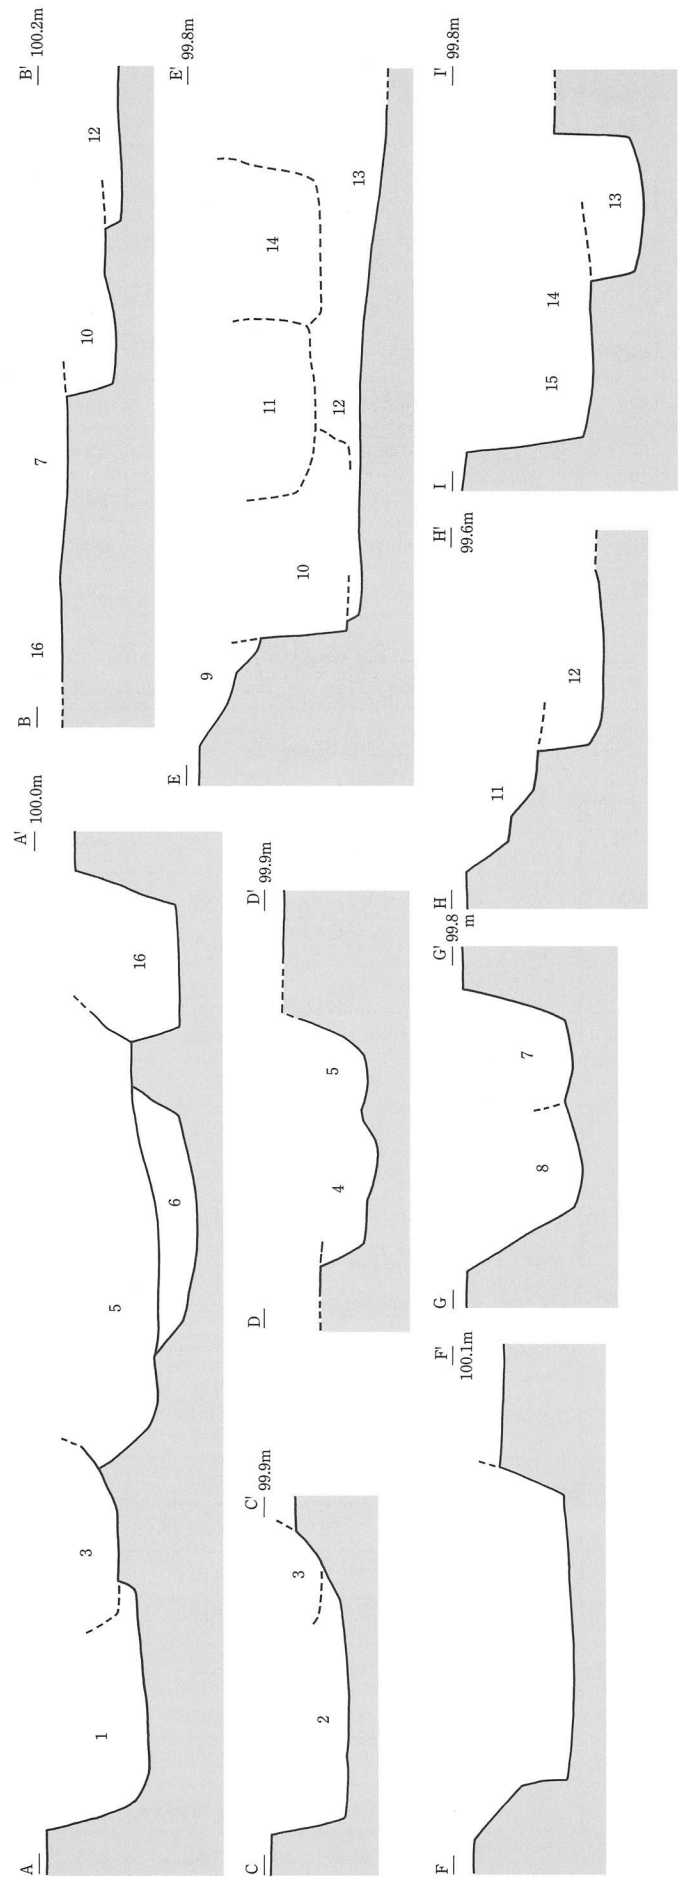 A A' 100.0m
1 3 5 6 16
B B' 100.2m
16 7 10 12
C C' 99.9m
2 3
D D' 99.9m
4 5
E E' 99.8m
9 10 11 12 14 13
F F' 100.1m
G G' 99.8m
8 7
H H' 99.6m
11 12
I I' 99.8m
15 14 13